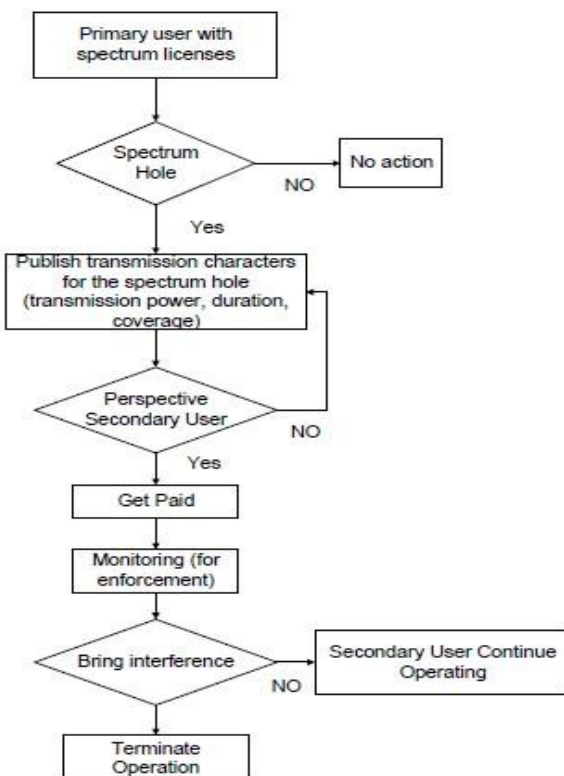 Primary user with
spectrum licenses
Spectrum
Hole
No action
NO
Yes
Publish transmission characters
for the spectrum hole
(transmission power, duration,
coverage)
Perspective
Secondary User
NO
Yes
Get Paid
Monitoring (for
enforcement)
Bring interference
Secondary User Continue
Operating
NO
Terminate
Operation